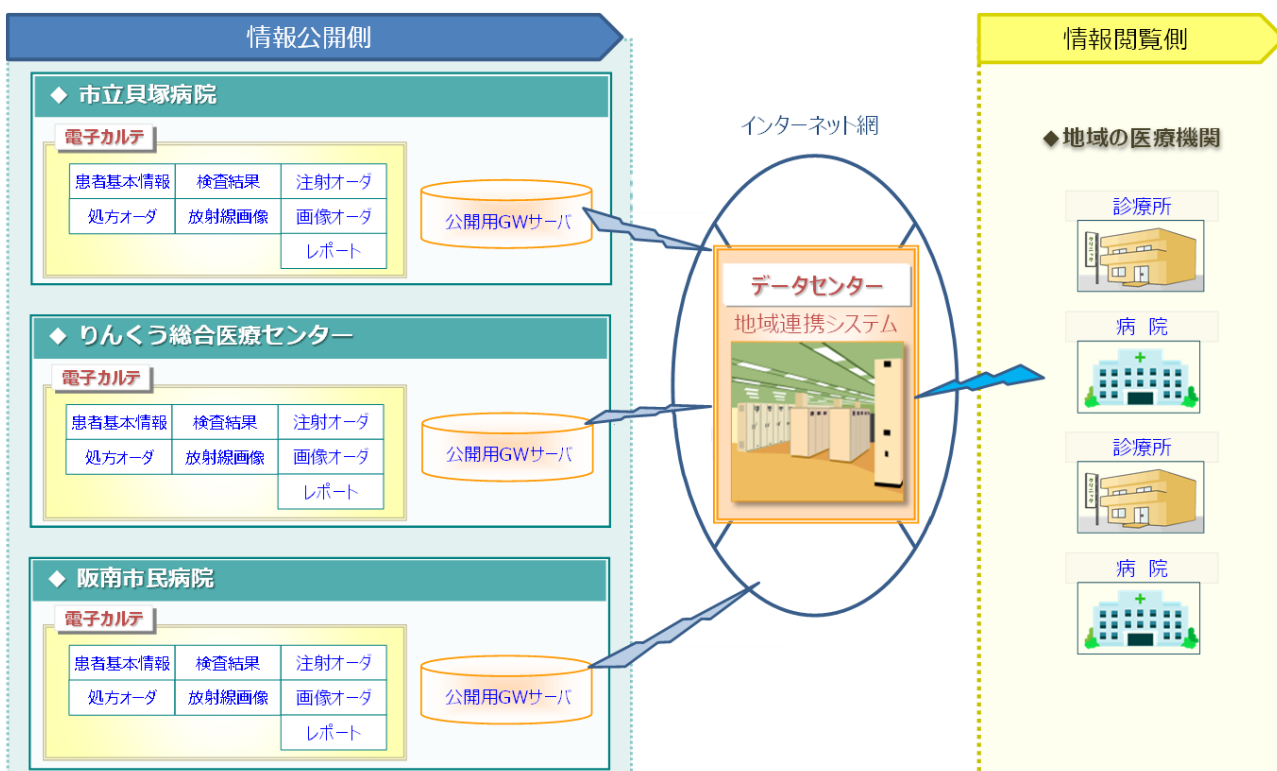 情報公開側
◆ 市立貝塚病院
電子カルテ
患者基本情報 検査結果 注射オーダ
処方オーダ 放射線画像 画像オーダ
レポート
公開用GWサーバ
◆ りんくう総合医療センター
電子カルテ
患者基本情報 検査結果 注射オーダ
処方オーダ 放射線画像 画像オーダ
レポート
公開用GWサーバ
◆ 阪南市民病院
電子カルテ
患者基本情報 検査結果 注射オーダ
処方オーダ 放射線画像 画像オーダ
レポート
公開用GWサーバ
インターネット網
データセンター
地域連携システム
情報閲覧側
◆地域の医療機関
診療所
病 院
診療所
病 院